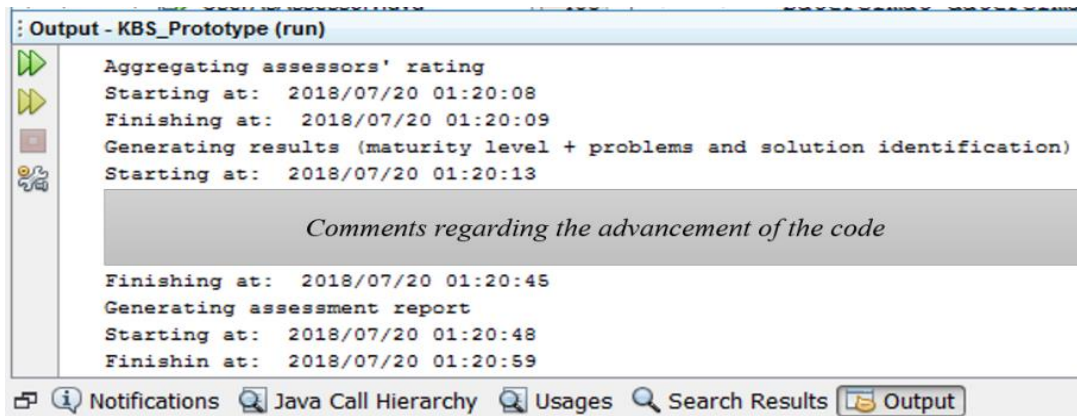 Output - KBS_Prototype (run)
Aggregating assessors' rating
Starting at:  2018/07/20 01:20:08
Finishing at:  2018/07/20 01:20:09
Generating results (maturity level + problems and solution identification)
Starting at:  2018/07/20 01:20:13
Comments regarding the advancement of the code
Finishing at:  2018/07/20 01:20:45
Generating assessment report
Starting at:  2018/07/20 01:20:48
Finishin at:  2018/07/20 01:20:59
Notifications Java Call Hierarchy Usages Search Results Output